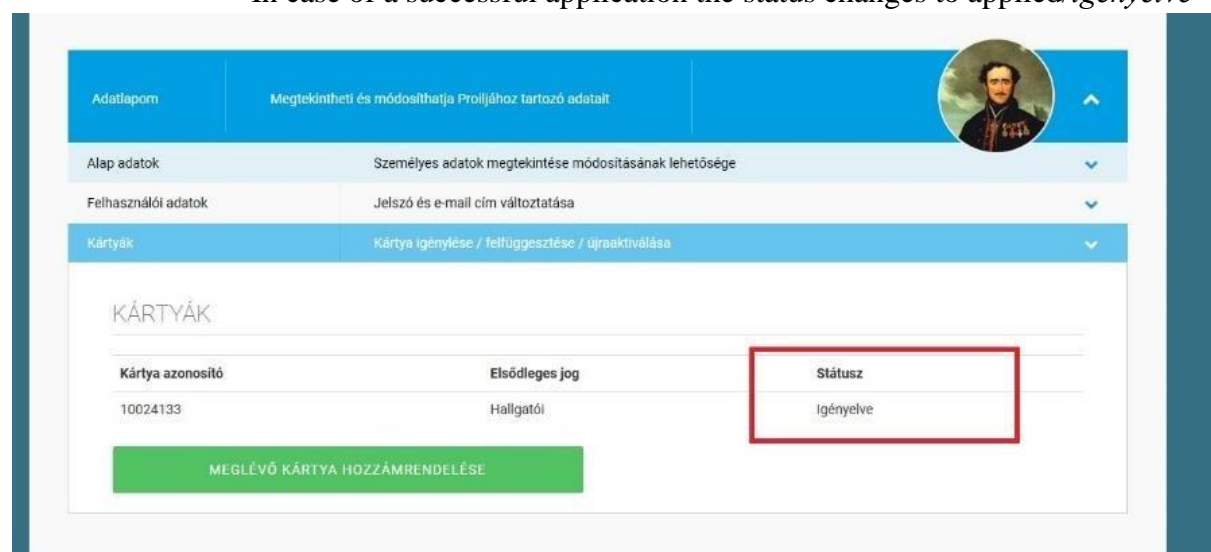 In case of a successful application the status changes to applied/igényelve
Adatlapom Megtekintheti és módosíthatja Proiljához tartozó adatait
Alap adatok Személyes adatok megtekintése módosításának lehetősége
Felhasználói adatok Jelszó és e-mail cím változtatása
Kártyák Kártya igénylése / felfüggesztése / újraaktiválása
KÁRTYÁK
Kártya azonosító Elsődleges jog Státusz
10024133 Hallgatói Igényelve
MEGLÉVŐ KÁRTYA HOZZÁMRENDELÉSE